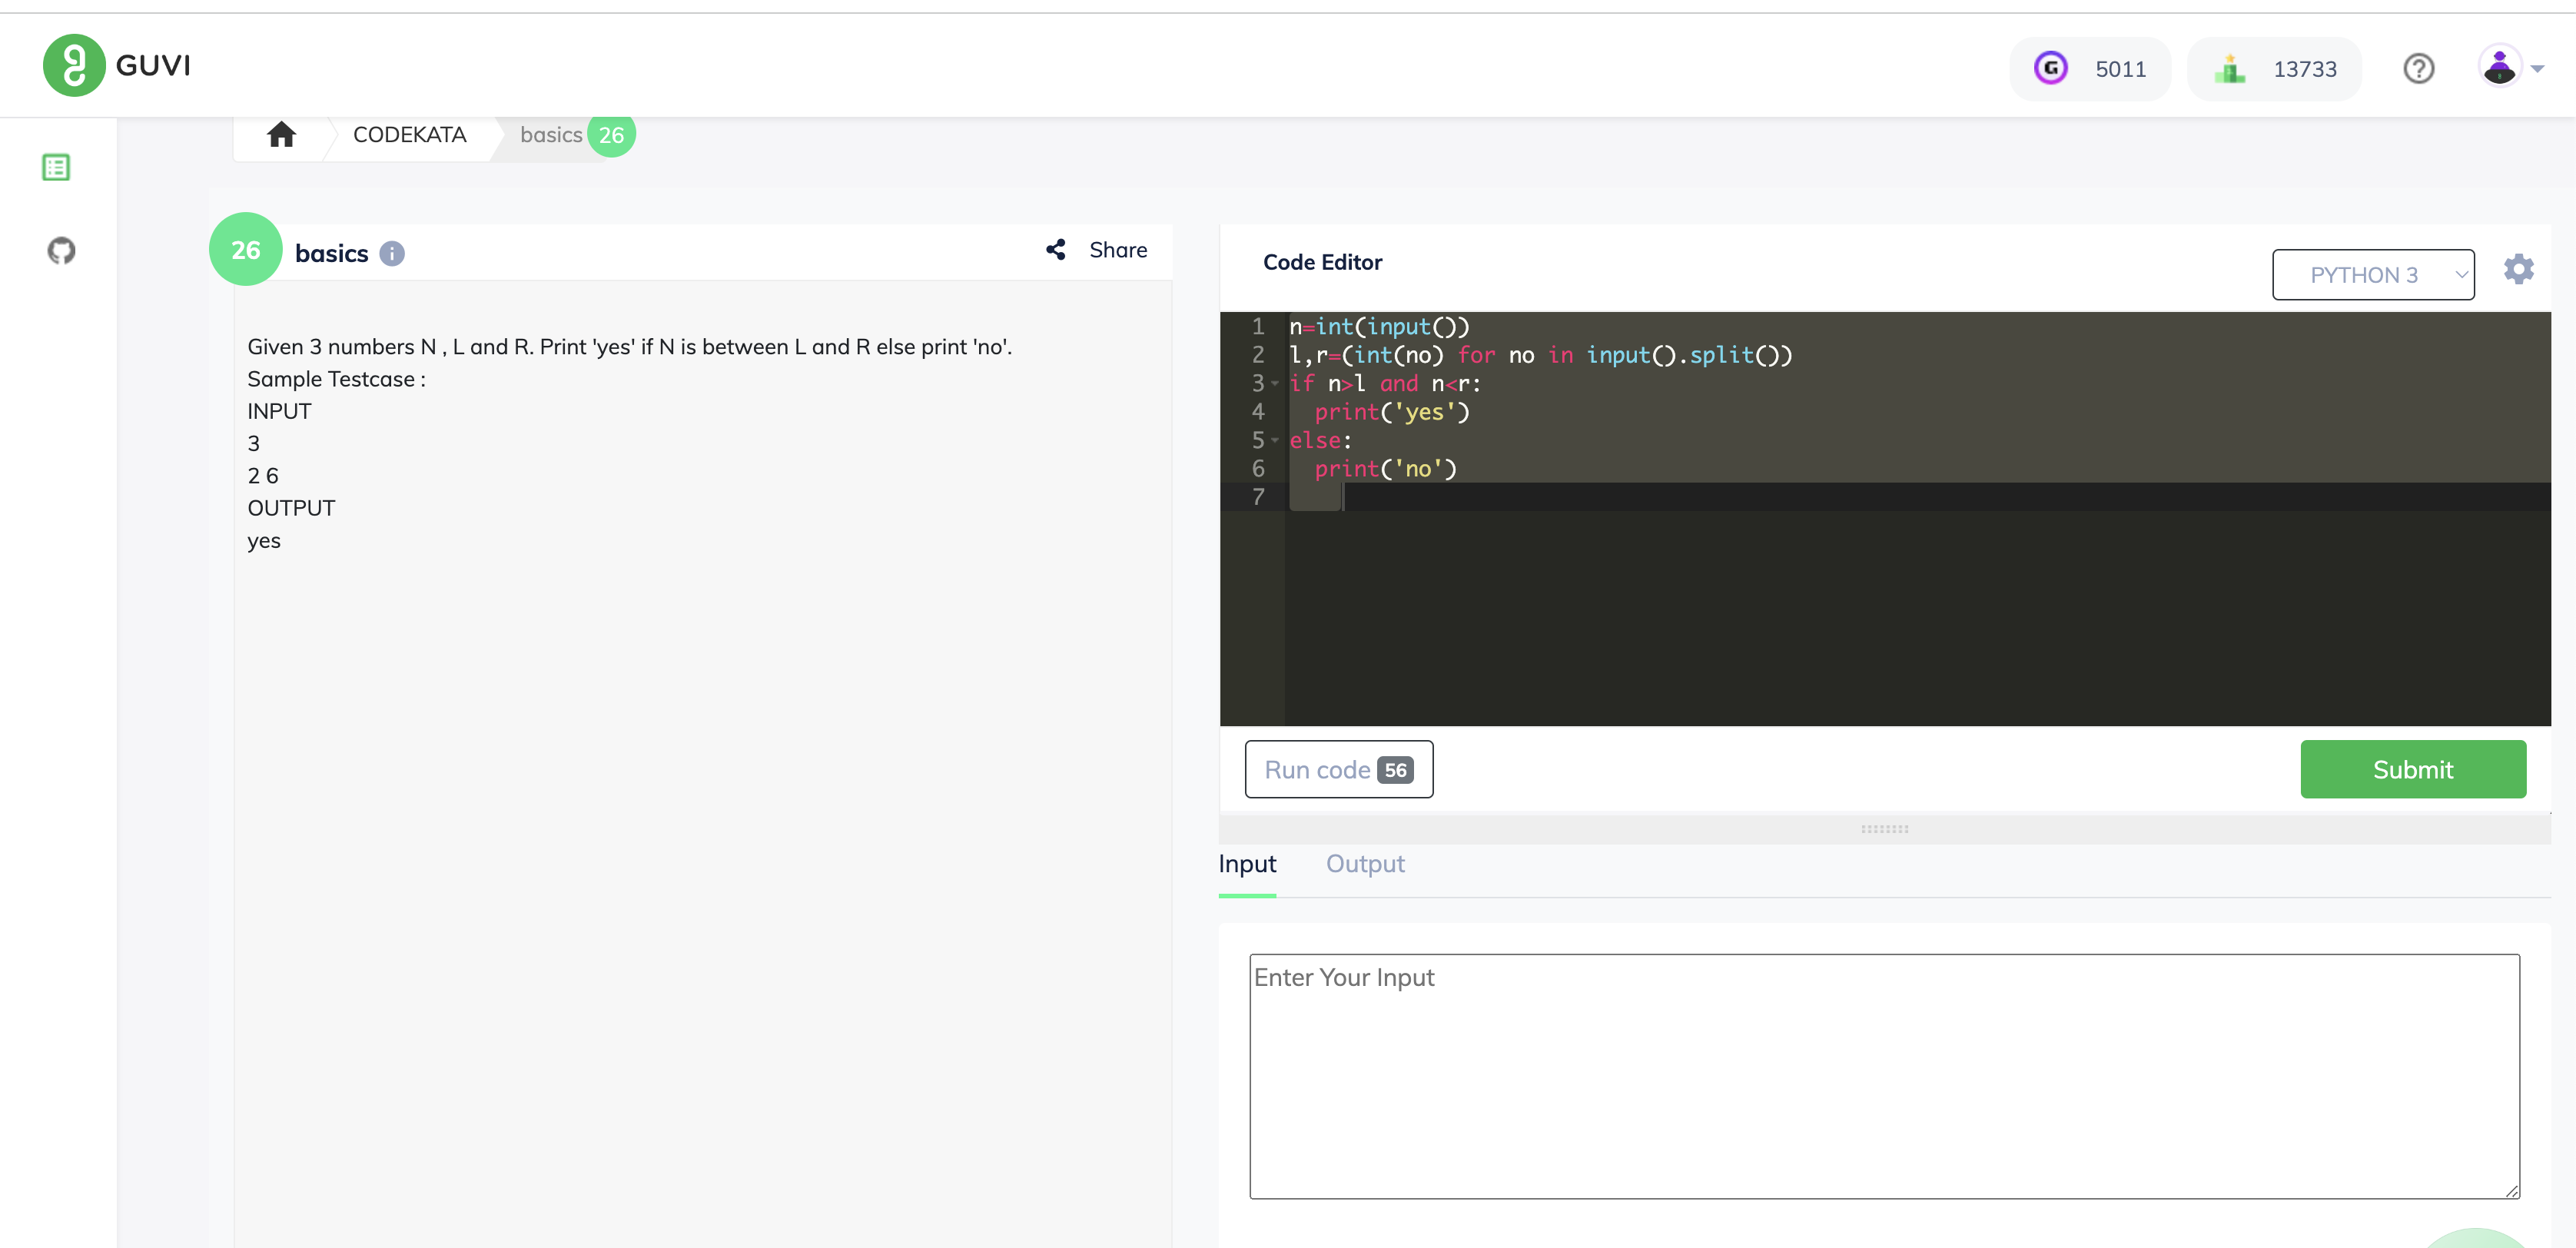 GUVI
5011
13733
CODEKATA
basics 26
26 basics
Share
Given 3 numbers N , L and R. Print 'yes' if N is between L and R else print 'no'.
Sample Testcase :
INPUT
3
2 6
OUTPUT
yes
Code Editor
PYTHON 3
1 n=int(input())
2 l,r=(int(no) for no in input().split())
3 if n>l and n<r:
4   print('yes')
5 else:
6   print('no')
7
Run code 56
Submit
Input Output
Enter Your Input